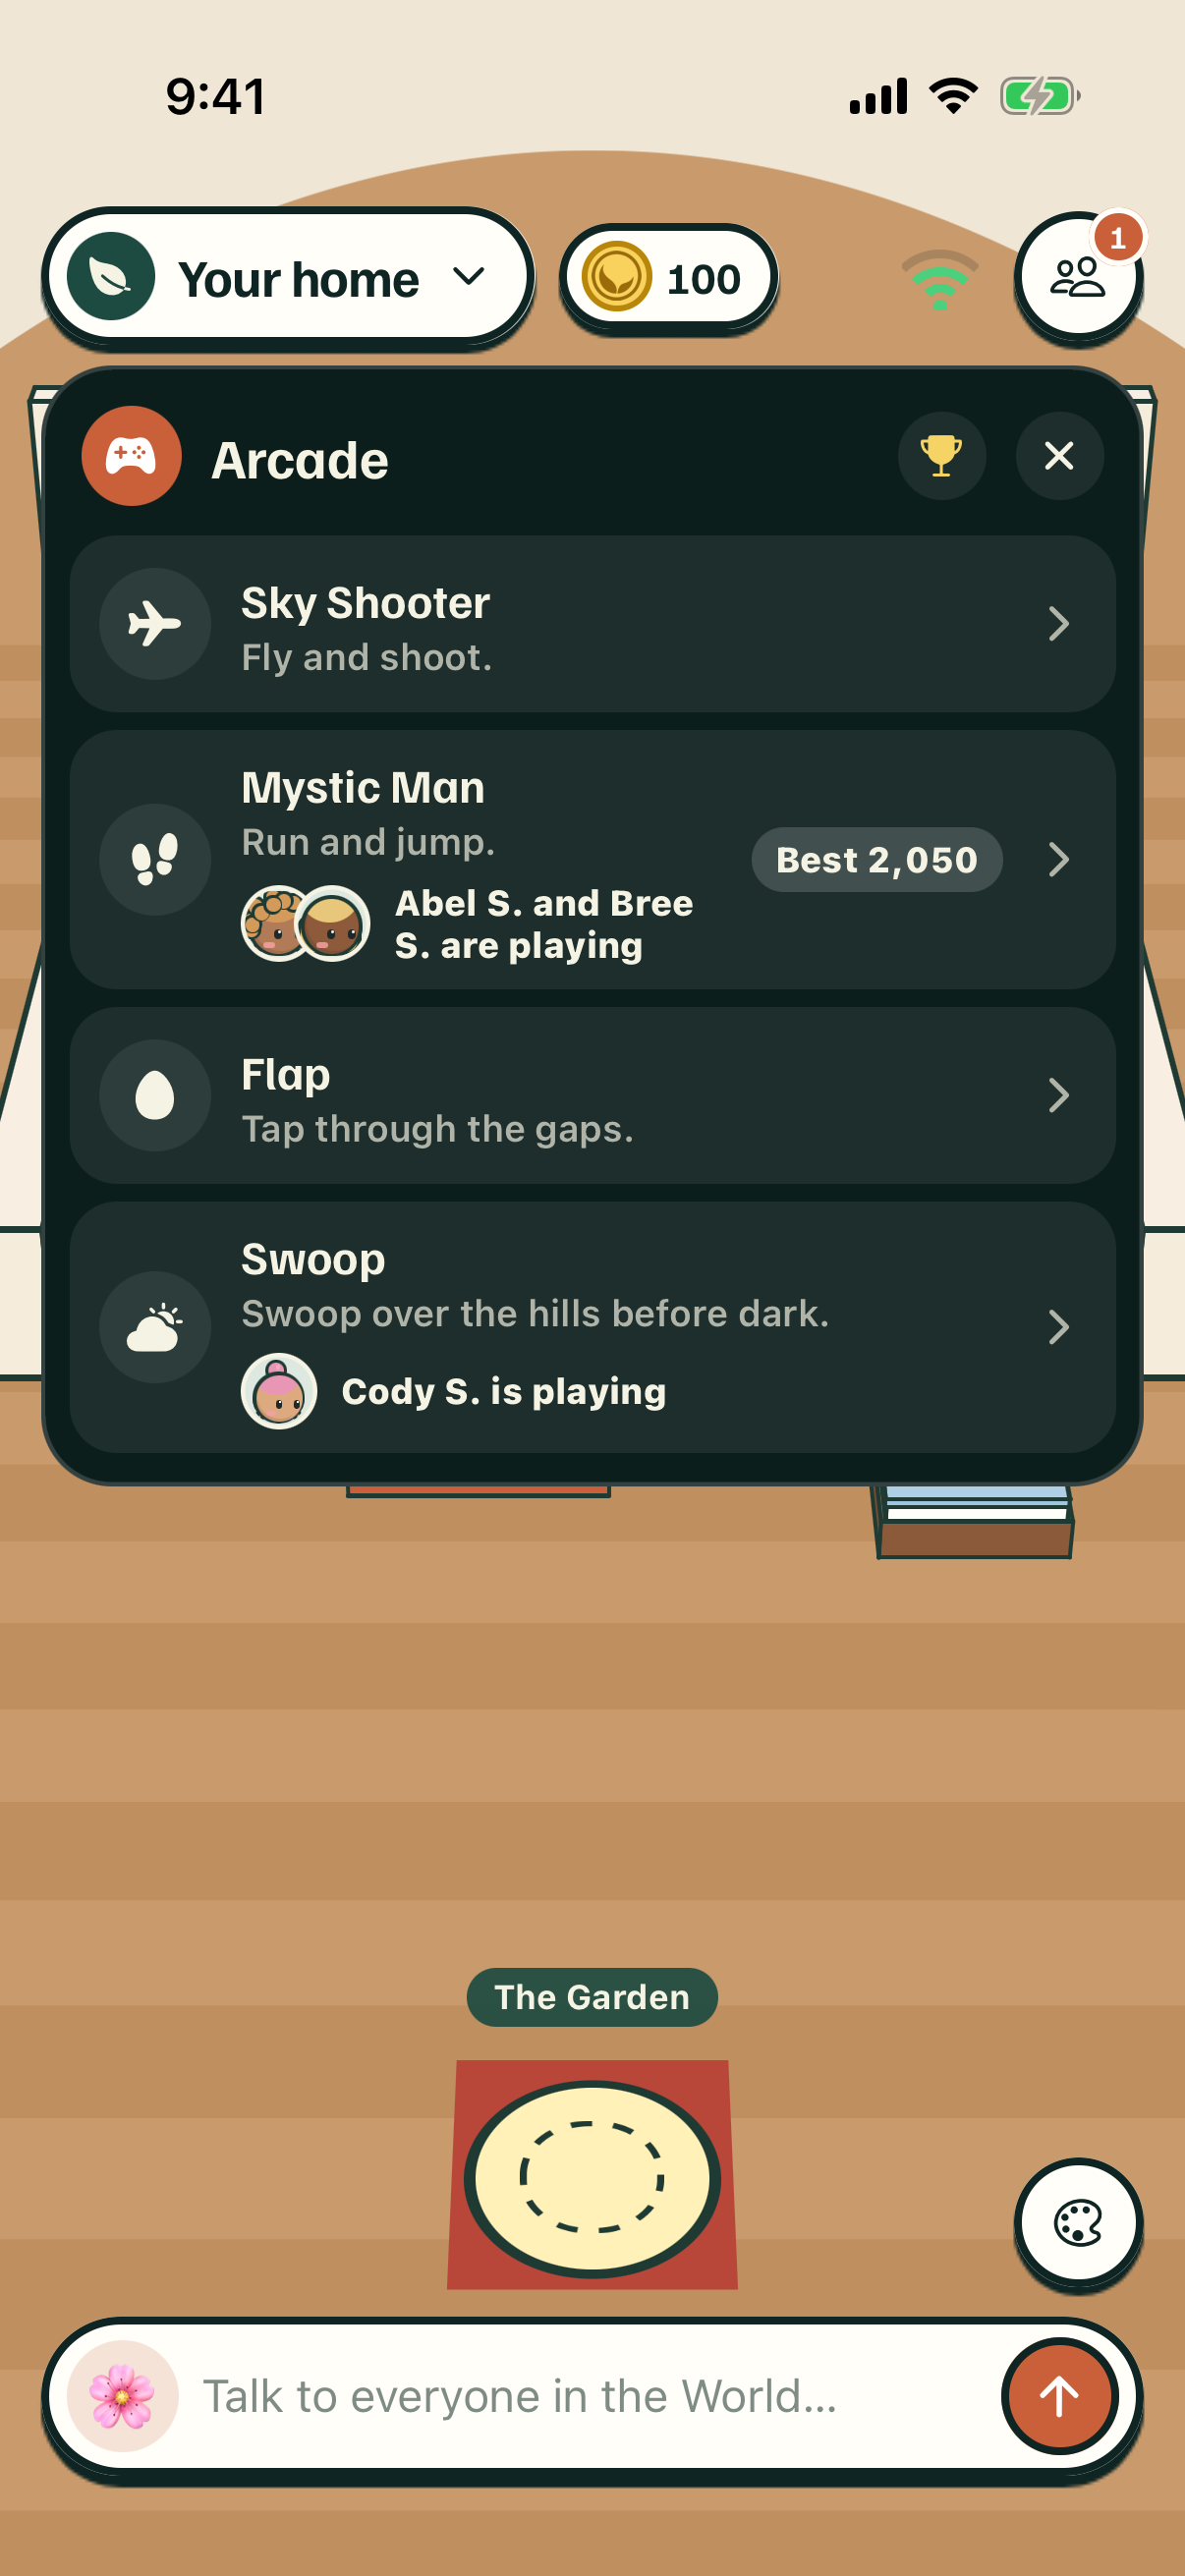 9:41
Your home
100
1
Arcade
Sky Shooter
Fly and shoot.
Mystic Man
Run and jump.
Best 2,050
Abel S. and Bree
S. are playing
Flap
Tap through the gaps.
Swoop
Swoop over the hills before dark.
Cody S. is playing
The Garden
Talk to everyone in the World...